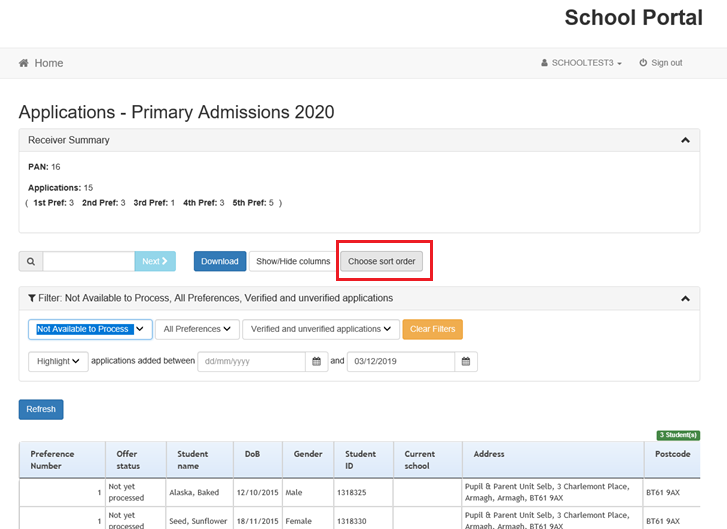 School Portal
Home SCHOOLTEST3 Sign out
Applications - Primary Admissions 2020
Receiver Summary
PAN: 16
Applications: 15
( 1st Pref: 3 2nd Pref: 3 3rd Pref: 1 4th Pref: 3 5th Pref: 5 )
Next Download Show/Hide columns Choose sort order
Filter: Not Available to Process, All Preferences, Verified and unverified applications
Not Available to Process All Preferences Verified and unverified applications Clear Filters
Highlight applications added between dd/mm/yyyy and 03/12/2019
Refresh
3 Student(s)
Preference Number Offer status Student name DoB Gender Student ID Current school Address Postcode
1 Not yet processed Alaska, Baked 12/10/2015 Male 1318325 Pupil & Parent Unit Selb, 3 Charlemont Place, Armagh, Armagh, BT61 9AX BT61 9AX
1 Not yet processed Seed, Sunflower 18/11/2015 Female 1318330 Pupil & Parent Unit Selb, 3 Charlemont Place, Armagh, Armagh, BT61 9AX BT61 9AX